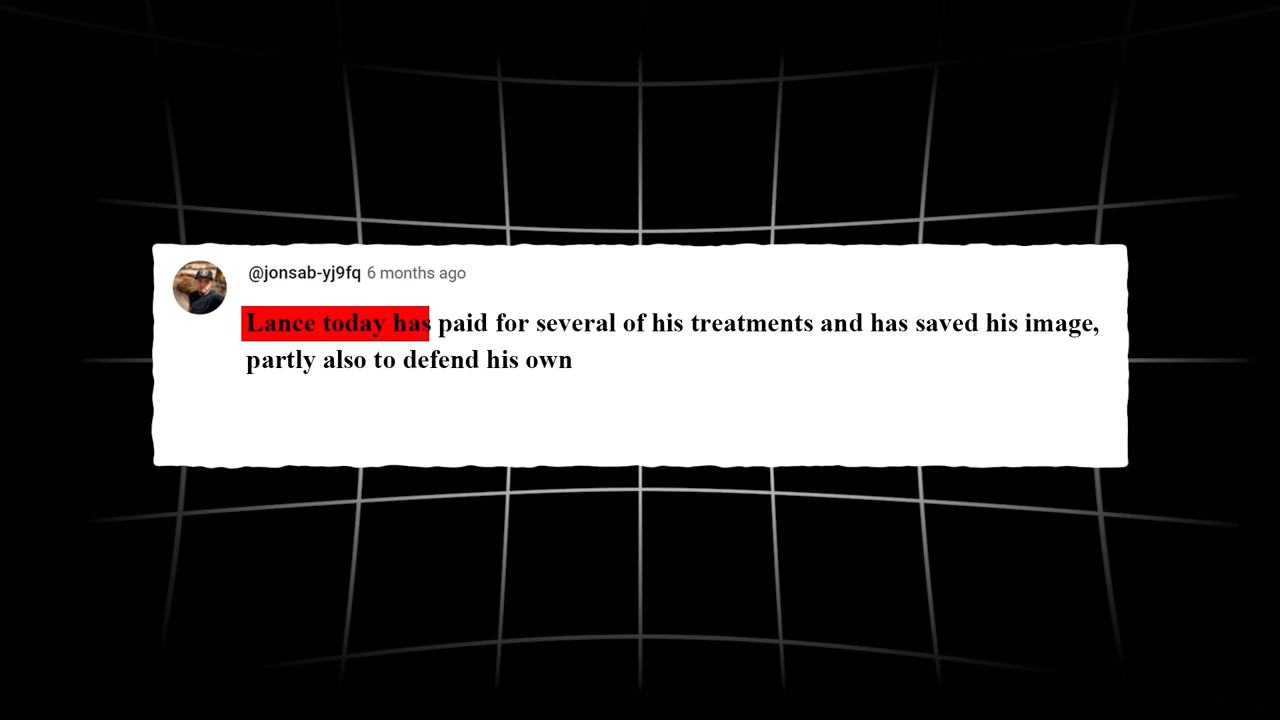 @jonsab-yj9fq 6 months ago
Lance today has paid for several of his treatments and has saved his image,
partly also to defend his own